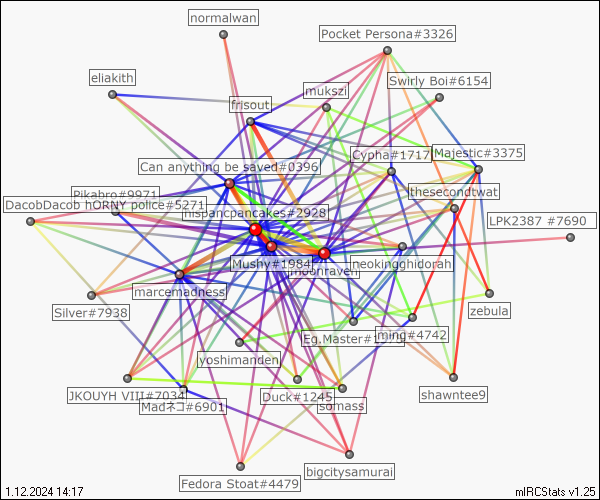 normalwan
Pocket Persona#3326
eliakith
Swirly Boi#6154
mukszi
frisout
Cypha#1717
Majestic#3375
Can anything be saved#0396
thesecondtwat
Pikabro#9971
DacobDacob hORNY police#5271
hispancpancakes#2928
LPK2387 #7690
Mushy#1984
moonraven
neokingghidorah
marcemadness
Silver#7938
zebula
Eg.Master#
ming#4742
yoshimanden
JKOUYH VIII#7034
Duck#1245
shawntee9
Madネコ#6901
somass
bigcitysamurai
Fedora Stoat#4479
1.12.2024 14:17
mIRCStats v1.25